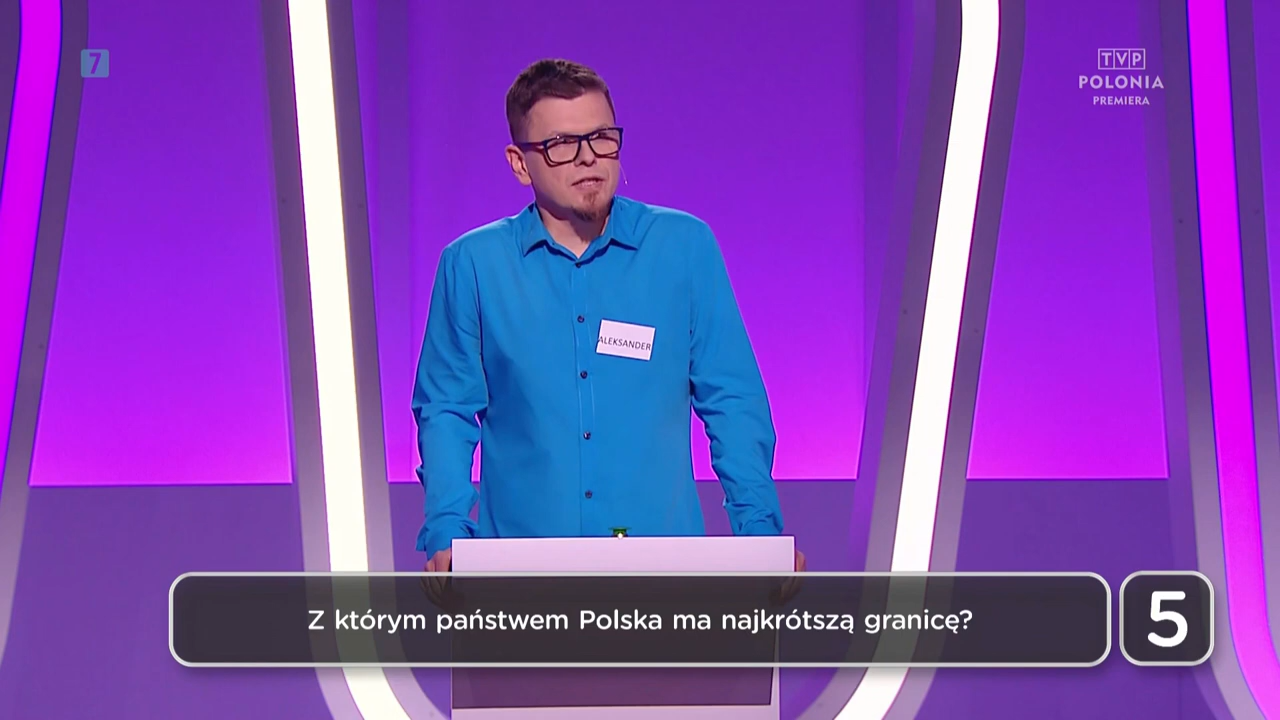 7
TVP
POLONIA
PREMIERA
ALEKSANDER
Z którym państwem Polska ma najkrótszą granicę?
5